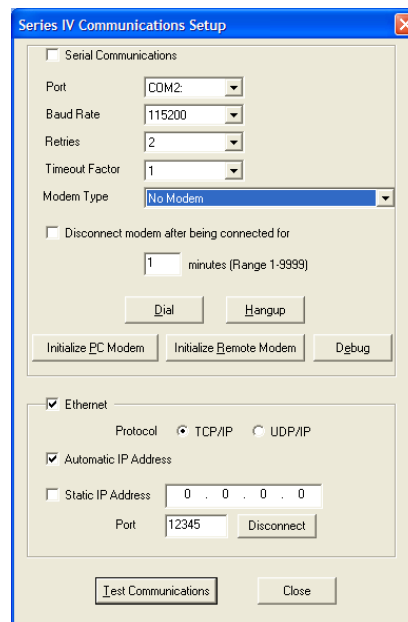 Series IV Communications Setup
Serial Communications
Port COM2:
Baud Rate 115200
Retries 2
Timeout Factor 1
Modem Type No Modem
Disconnect modem after being connected for
1 minutes (Range 1-9999)
Dial Hangup
Initialize PC Modem Initialize Remote Modem Debug
Ethernet
Protocol TCP/IP UDP/IP
Automatic IP Address
Static IP Address 0 . 0 . 0 . 0
Port 12345 Disconnect
Test Communications Close